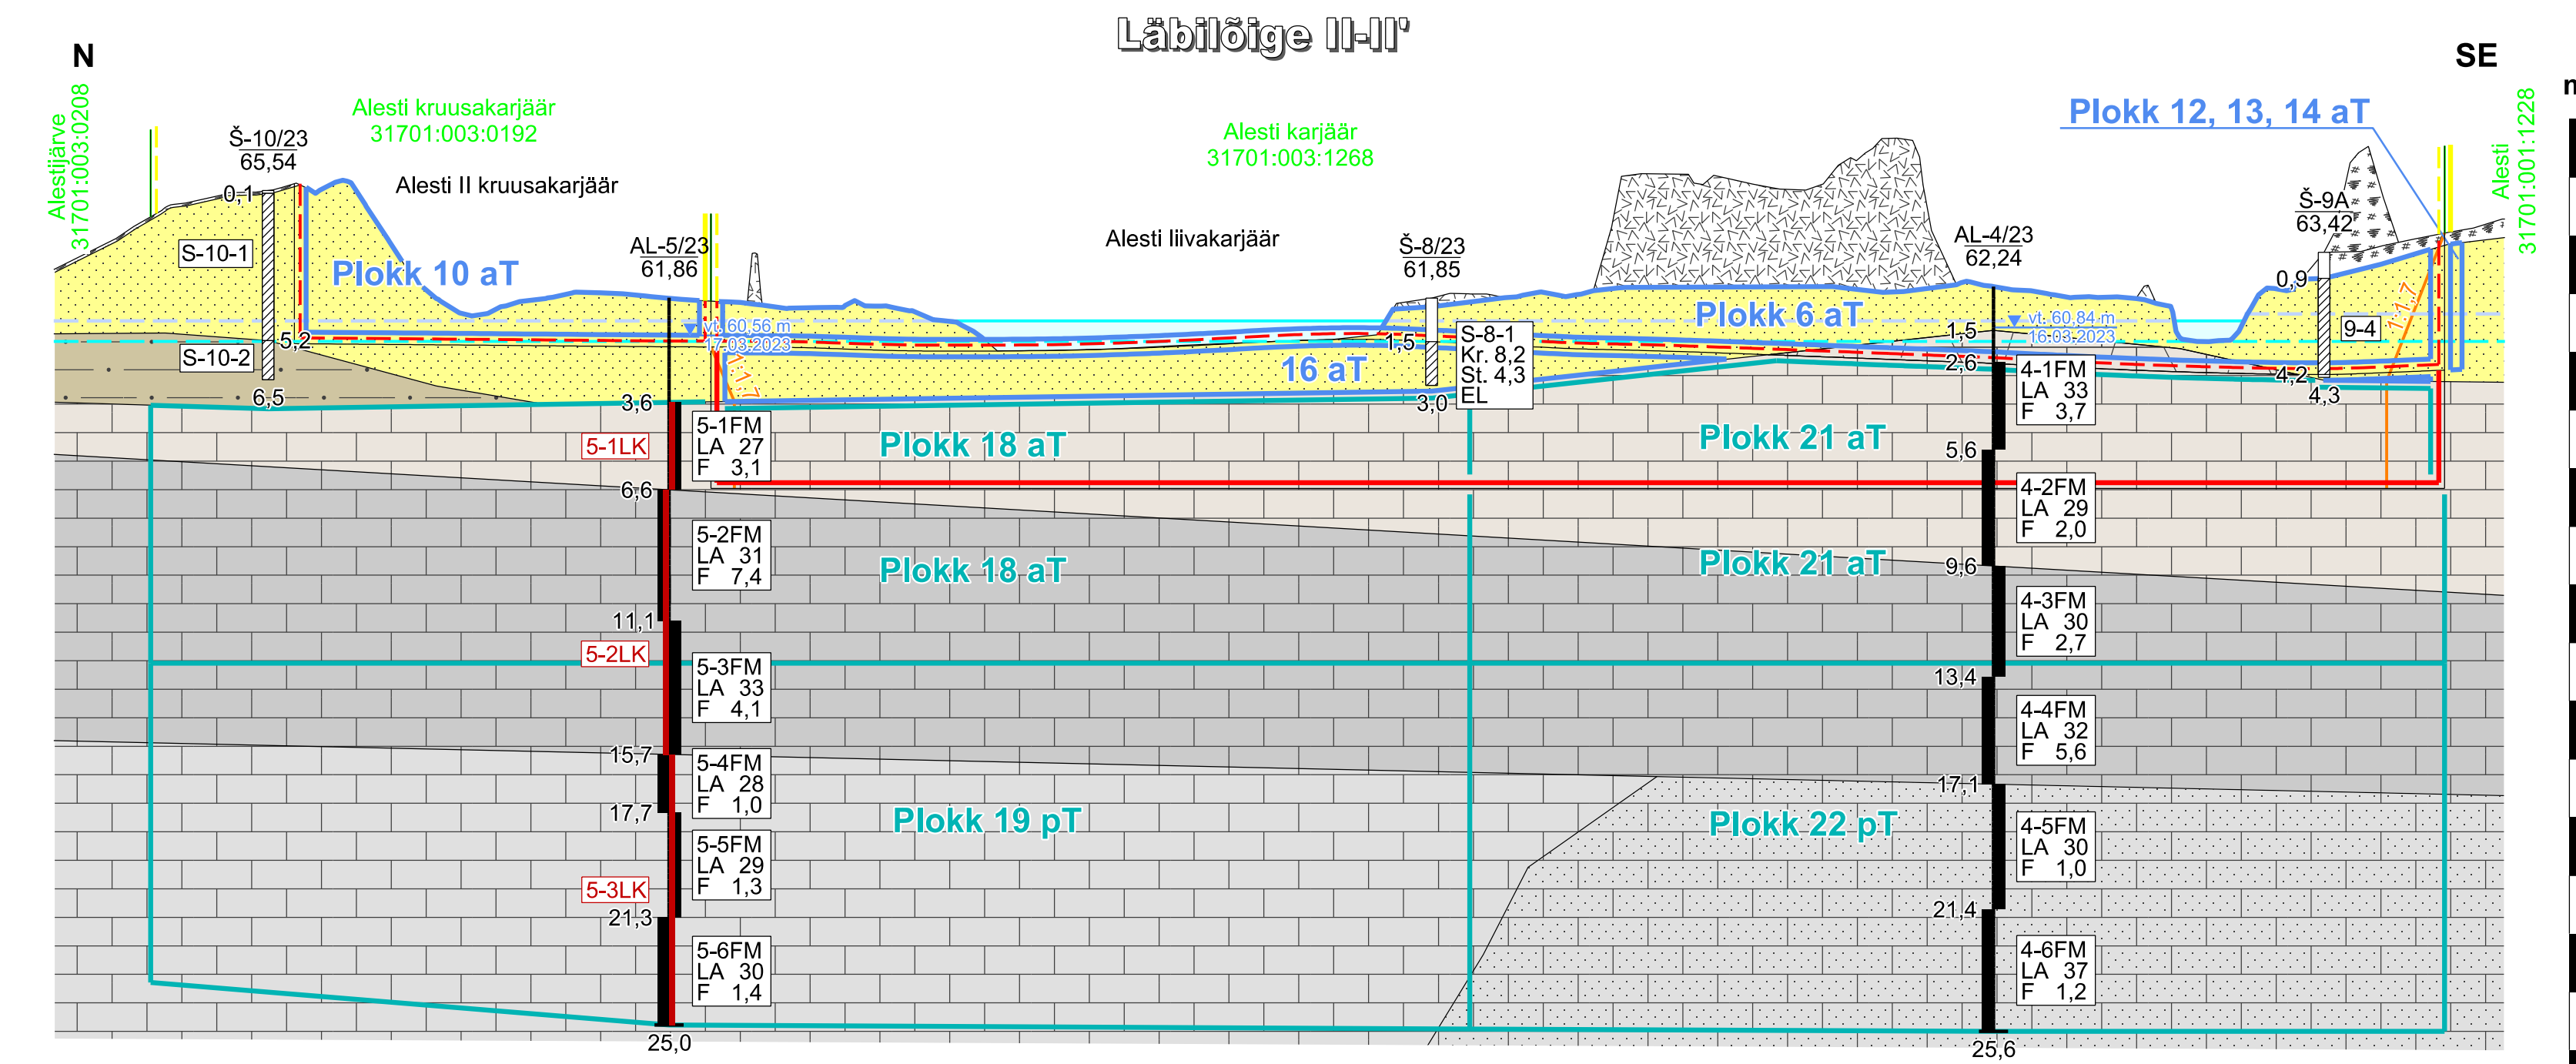 Läbilõige II-II'
N
SE
m
Alestijärve
31701:003:0208
Alesti kruusakarjäär
31701:003:0192
Alesti karjäär
31701:003:1268
Plokk 12, 13, 14 aT
Alesti
31701:001:1228
Š-10/23
65,54
0,1
Alesti II kruusakarjäär
S-10-1
Plokk 10 aT
S-10-2
5,2
6,5
AL-5/23
61,86
vt. 60,56 m
17.03.2023
1:1,7
Alesti liivakarjäär
Š-8/23
61,85
1,5
3,0
S-8-1
Kr. 8,2
St. 4,3
EL
16 aT
Plokk 6 aT
AL-4/23
62,24
vt. 60,84 m
16.03.2023
1,5
2,6
Š-9A
63,42
0,9
9-4
1:1,7
4,2
4,3
3,6
5-1LK
5-1FM
LA 27
F 3,1
Plokk 18 aT
Plokk 21 aT
4-1FM
LA 33
F 3,7
5,6
6,6
4-2FM
LA 29
F 2,0
5-2FM
LA 31
F 7,4
Plokk 18 aT
Plokk 21 aT
9,6
11,1
4-3FM
LA 30
F 2,7
5-2LK
5-3FM
LA 33
F 4,1
13,4
4-4FM
LA 32
F 5,6
15,7
5-4FM
LA 28
F 1,0
17,1
17,7
Plokk 19 pT
Plokk 22 pT
4-5FM
LA 30
F 1,0
5-5FM
LA 29
F 1,3
5-3LK
21,3
21,4
5-6FM
LA 30
F 1,4
4-6FM
LA 37
F 1,2
25,0
25,6